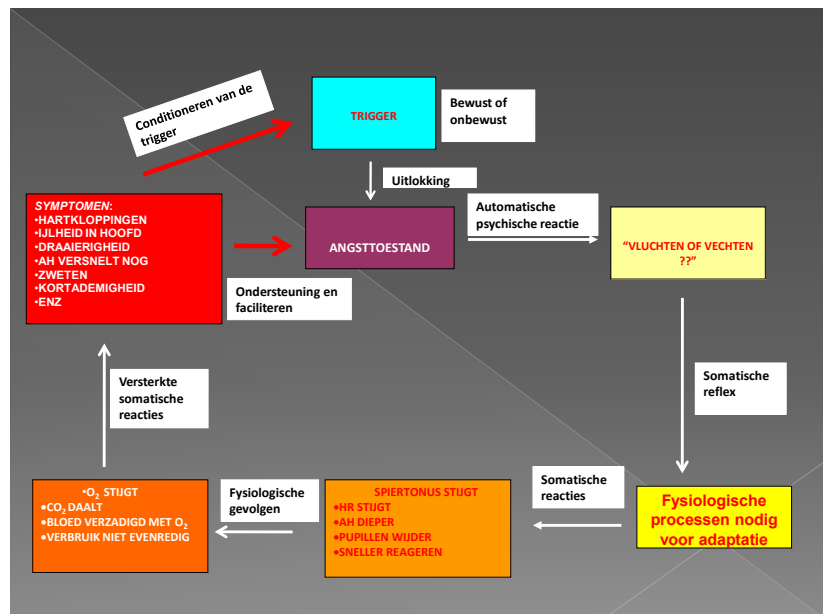 Conditioneren van de
trigger
TRIGGER
Bewust of
onbewust
Uitlokking
SYMPTOMEN:
•HARTKLOPPINGEN
•IJLHEID IN HOOFD
•DRAAIERIGHEID
•AH VERSNELT NOG
•ZWETEN
•KORTADEMIGHEID
•ENZ
ANGSTTOESTAND
Automatische
psychische reactie
“VLUCHTEN OF VECHTEN
??”
Ondersteuning en
faciliteren
Somatische
reflex
Versterkte
somatische
reacties
•O₂ STIJGT
•CO₂ DAALT
•BLOED VERZADIGD MET O₂
•VERBRUIK NIET EVENREDIG
Fysiologische
gevolgen
SPIERTONUS STIJGT
•HR STIJGT
•AH DIEPER
•PUPILLEN WIJDER
•SNELLER REAGEREN
Somatische
reacties
Fysiologische
processen nodig
voor adaptatie